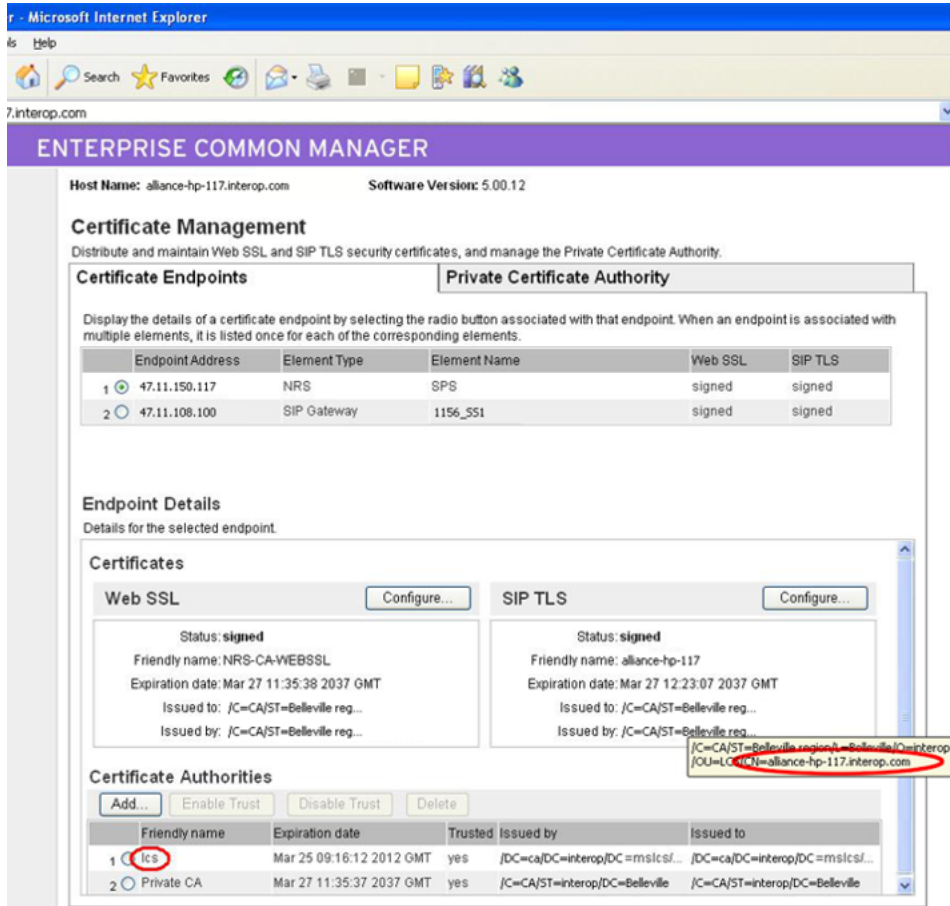 r - Microsoft Internet Explorer
ls Help
Search Favorites
7.interop.com
ENTERPRISE COMMON MANAGER
Host Name: alliance-hp-117.interop.com Software Version: 5.00.12
Certificate Management
Distribute and maintain Web SSL and SIP TLS security certificates, and manage the Private Certificate Authority.
Certificate Endpoints Private Certificate Authority
Display the details of a certificate endpoint by selecting the radio button associated with that endpoint. When an endpoint is associated with
multiple elements, it is listed once for each of the corresponding elements.
Endpoint Address Element Type Element Name Web SSL SIP TLS
1 47.11.150.117 NRS SPS signed signed
2 47.11.108.100 SIP Gateway 1156_SS1 signed signed
Endpoint Details
Details for the selected endpoint.
Certificates
Web SSL Configure... SIP TLS Configure...
Status: signed Status: signed
Friendly name: NRS-CA-WEBSSL Friendly name: alliance-hp-117
Expiration date: Mar 27 11:35:38 2037 GMT Expiration date: Mar 27 12:23:07 2037 GMT
Issued to: /C=CA/ST=Belleville reg... Issued to: /C=CA/ST=Belleville reg...
Issued by: /C=CA/ST=Belleville reg... Issued by: /C=CA/ST=Belleville reg...
/C=CA/ST=Belleville region/L=Belleville/O=interop
/CN=alliance-hp-117.interop.com
Certificate Authorities
Add... Enable Trust Disable Trust Delete
Friendly name Expiration date Trusted Issued by Issued to
1 lcs Mar 25 09:16:12 2012 GMT yes /DC=ca/DC=interop/DC=mslcs/... /DC=ca/DC=interop/DC=mslcs/...
2 Private CA Mar 27 11:35:37 2037 GMT yes /C=CA/ST=interop/DC=Belleville /C=CA/ST=interop/DC=Belleville